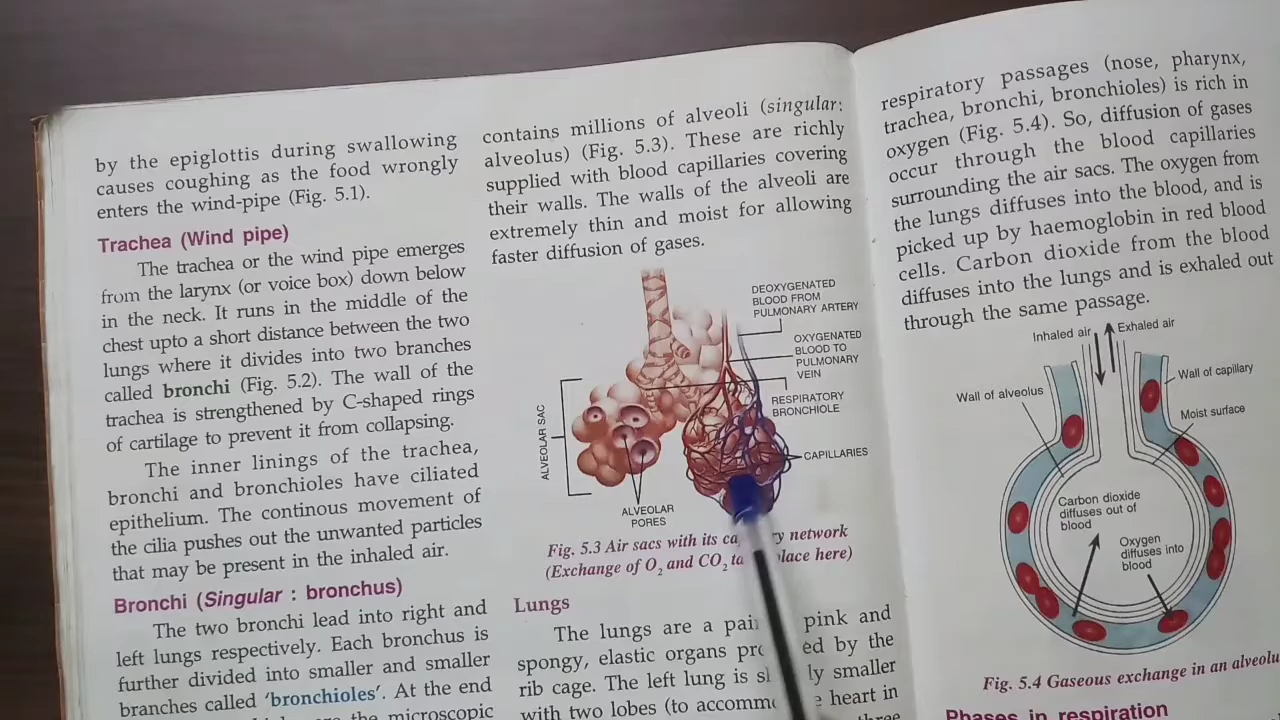 by the epiglottis during swallowing
causes coughing as the food wrongly
enters the wind-pipe (Fig. 5.1).
Trachea (Wind pipe)
The trachea or the wind pipe emerges
from the larynx (or voice box) down below
in the neck. It runs in the middle of the
chest upto a short distance between the two
lungs where it divides into two branches
called bronchi (Fig. 5.2). The wall of the
trachea is strengthened by C-shaped rings
of cartilage to prevent it from collapsing.
The inner linings of the trachea,
bronchi and bronchioles have ciliated
epithelium. The continous movement of
the cilia pushes out the unwanted particles
that may be present in the inhaled air.
Bronchi (Singular : bronchus)
The two bronchi lead into right and
left lungs respectively. Each bronchus is
further divided into smaller and smaller
branches called 'bronchioles'. At the end
the microscopic
contains millions of alveoli (singular:
alveolus) (Fig. 5.3). These are richly
supplied with blood capillaries covering
their walls. The walls of the alveoli are
extremely thin and moist for allowing
faster diffusion of gases.
DEOXYGENATED
BLOOD FROM
PULMONARY ARTERY
OXYGENATED
BLOOD TO
PULMONARY
VEIN
RESPIRATORY
BRONCHIOLE
CAPILLARIES
ALVEOLAR SAC
ALVEOLAR
PORES
Fig. 5.3 Air sacs with its network
(Exchange of O₂ and CO₂ place here)
Lungs
The lungs are a pink and
spongy, elastic organs by the
rib cage. The left lung is smaller
with two lobes (to heart in
three
respiratory passages (nose, pharynx,
trachea, bronchi, bronchioles) is rich in
oxygen (Fig. 5.4). So, diffusion of gases
occur through the blood capillaries
surrounding the air sacs. The oxygen from
the lungs diffuses into the blood, and is
picked up by haemoglobin in red blood
cells. Carbon dioxide from the blood
diffuses into the lungs and is exhaled out
through the same passage.
Inhaled air
Exhaled air
Wall of alveolus
Wall of capillary
Moist surface
Carbon dioxide
diffuses out of
blood
Oxygen
diffuses into
blood
Fig. 5.4 Gaseous exchange in an
Phases in respiration